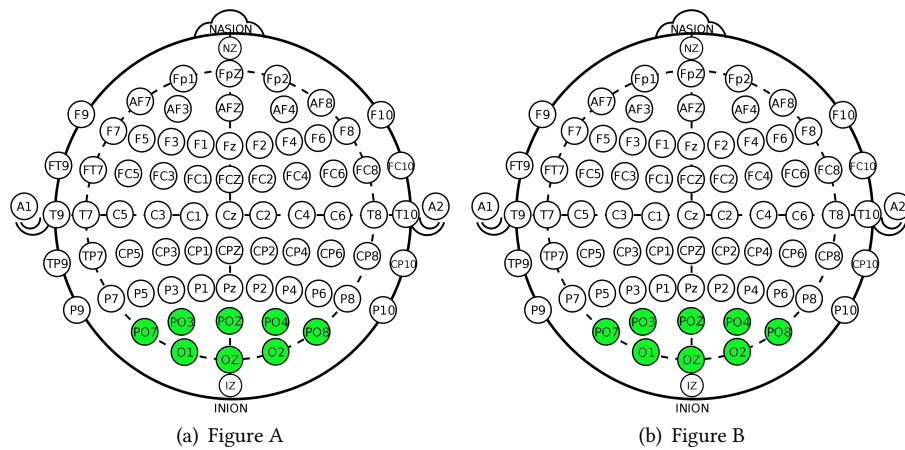 NASION
NZ
Fp1 FpZ Fp2
AF7 AF3 AFZ AF4 AF8
F9 F7 F5 F3 F1 Fz F2 F4 F6 F8 F10
FT9 FT7 FC5 FC3 FC1 FCZ FC2 FC4 FC6 FC8 FC10
A1 T9 T7 C5 C3 C1 Cz C2 C4 C6 T8 T10 A2
TP9 TP7 CP5 CP3 CP1 CPZ CP2 CP4 CP6 CP8 CP10
P9 P7 P5 P3 P1 Pz P2 P4 P6 P8 P10
PO7 PO3 POZ PO4 PO8
O1 OZ O2
IZ
INION
(a) Figure A
NASION
NZ
Fp1 FpZ Fp2
AF7 AF3 AFZ AF4 AF8
F9 F7 F5 F3 F1 Fz F2 F4 F6 F8 F10
FT9 FT7 FC5 FC3 FC1 FCZ FC2 FC4 FC6 FC8 FC10
A1 T9 T7 C5 C3 C1 Cz C2 C4 C6 T8 T10 A2
TP9 TP7 CP5 CP3 CP1 CPZ CP2 CP4 CP6 CP8 CP10
P9 P7 P5 P3 P1 Pz P2 P4 P6 P8 P10
PO7 PO3 POZ PO4 PO8
O1 OZ O2
IZ
INION
(b) Figure B